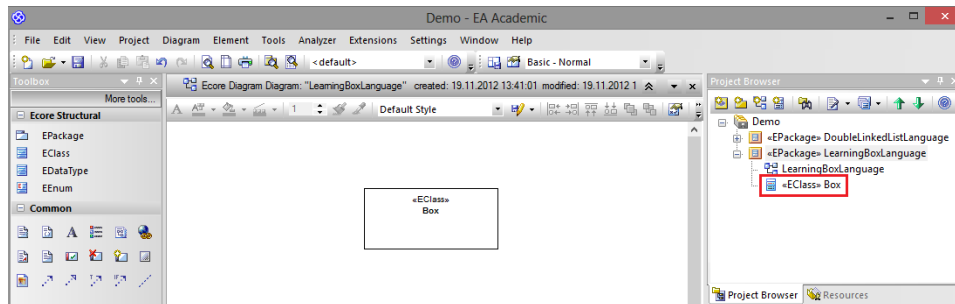 Demo - EA Academic
File Edit View Project Diagram Element Tools Analyzer Extensions Settings Window Help
<default> Basic - Normal
Toolbox
More tools...
Ecore Structural
EPackage
EClass
EDataType
EEnum
Common
Ecore Diagram Diagram: "LearningBoxLanguage" created: 19.11.2012 13:41:01 modified: 19.11.2012 1
1 Default Style
«EClass»
Box
Project Browser
Demo
«EPackage» DoubleLinkedListLanguage
«EPackage» LearningBoxLanguage
LearningBoxLanguage
«EClass» Box
Project Browser Resources